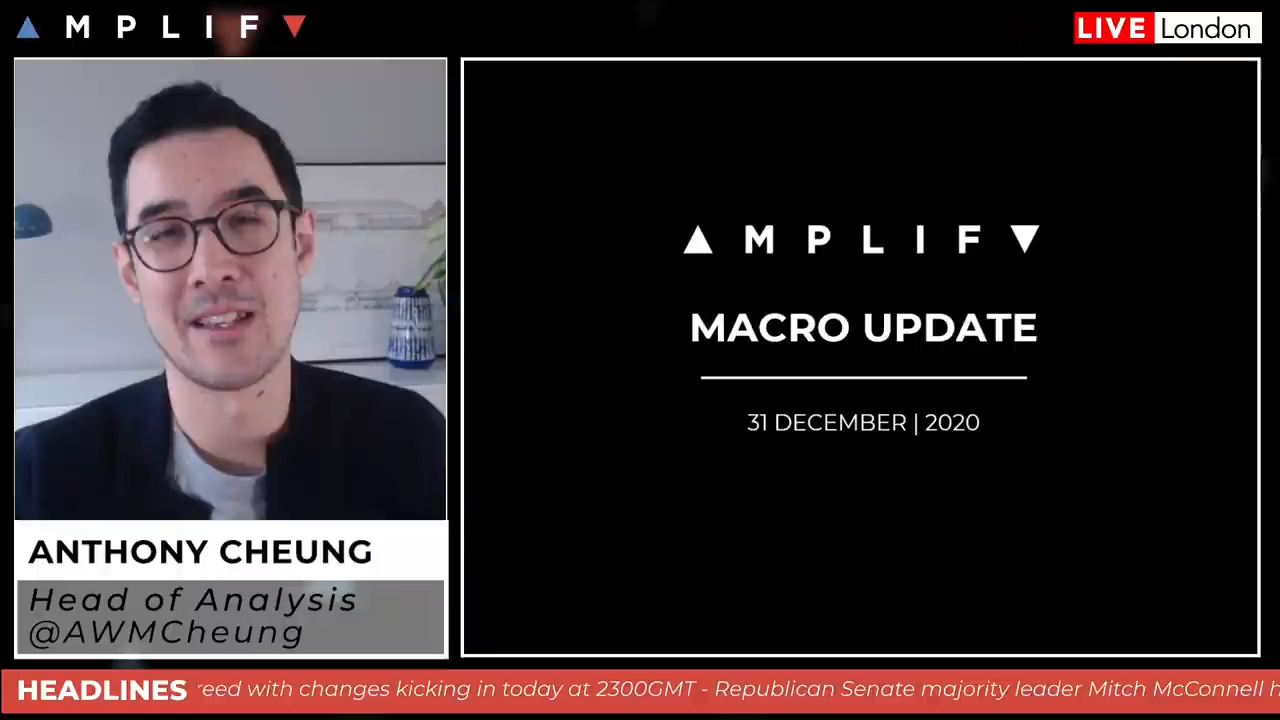 AMPLIFY
LIVE London
AMPLIFY
MACRO UPDATE
31 DECEMBER | 2020
ANTHONY CHEUNG
Head of Analysis
@AWMCheung
HEADLINES reed with changes kicking in today at 2300GMT - Republican Senate majority leader Mitch McConnell h